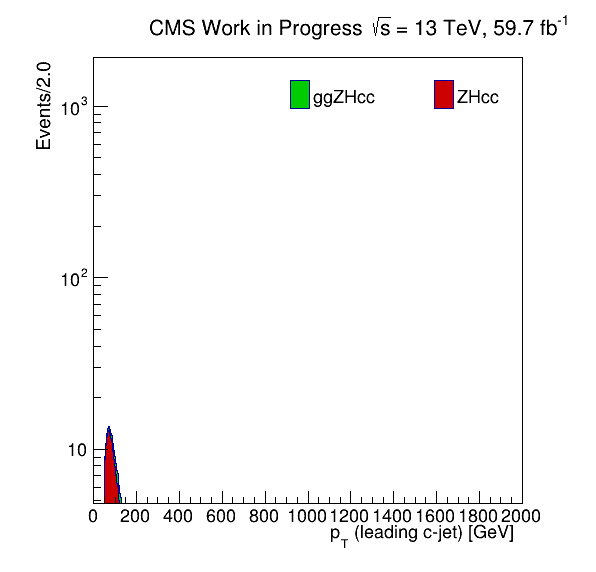 CMS Work in Progress √s = 13 TeV, 59.7 fb⁻¹
Events/2.0
ggZHcc ZHcc
10³
10²
10
0 200 400 600 800 1000 1200 1400 1600 1800 2000
p_T (leading c-jet) [GeV]